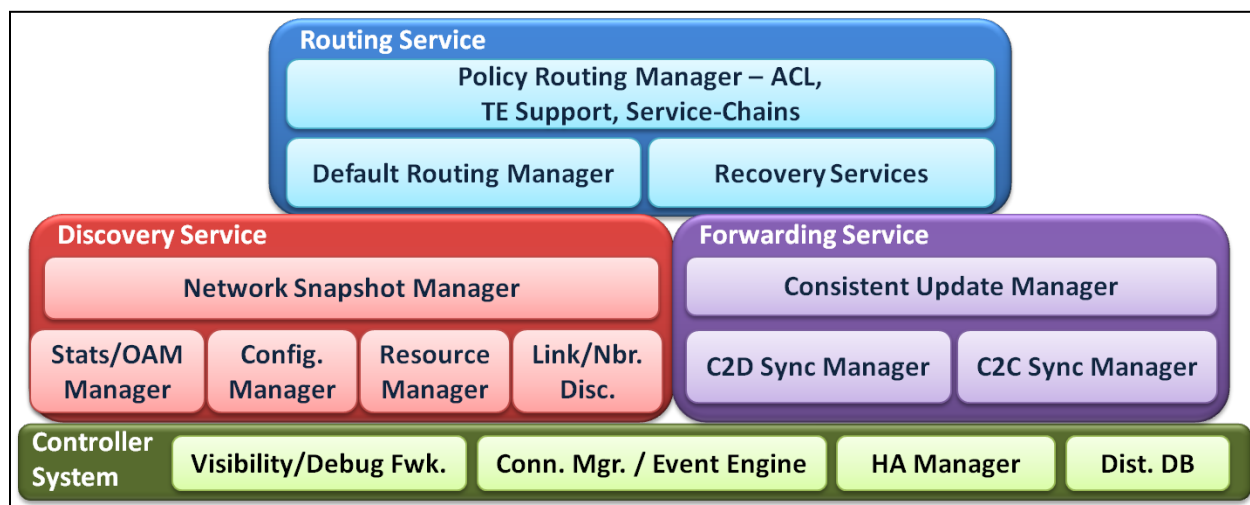 Routing Service
Policy Routing Manager – ACL,
TE Support, Service-Chains
Default Routing Manager
Recovery Services
Discovery Service
Network Snapshot Manager
Stats/OAM
Manager
Config.
Manager
Resource
Manager
Link/Nbr.
Disc.
Forwarding Service
Consistent Update Manager
C2D Sync Manager
C2C Sync Manager
Controller
System
Visibility/Debug Fwk.
Conn. Mgr. / Event Engine
HA Manager
Dist. DB